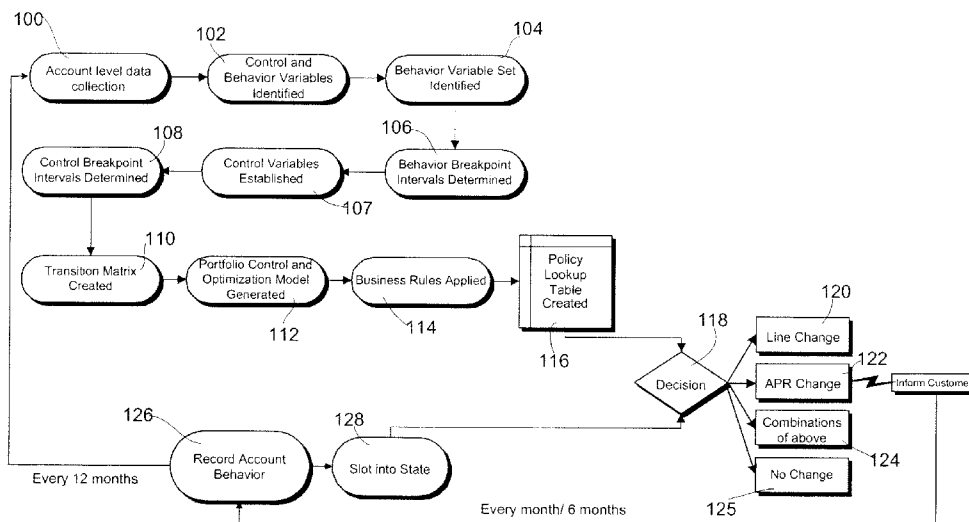 100
Account level data
collection
102
Control and
Behavior Variables
Identified
104
Behavior Variable Set
Identified
108
Control Breakpoint
Intervals Determined
Control Variables
Established
107
106
Behavior Breakpoint
Intervals Determined
110
Transition Matrix
Created
Portfolio Control and
Optimization Model
Generated
112
Business Rules Applied
114
Policy
Lookup
Table
Created
116
118
Decision
120
Line Change
122
APR Change
Inform Custome
Combinations
of above
124
No Change
125
126
Record Account
Behavior
128
Slot into State
Every 12 months
Every month/ 6 months